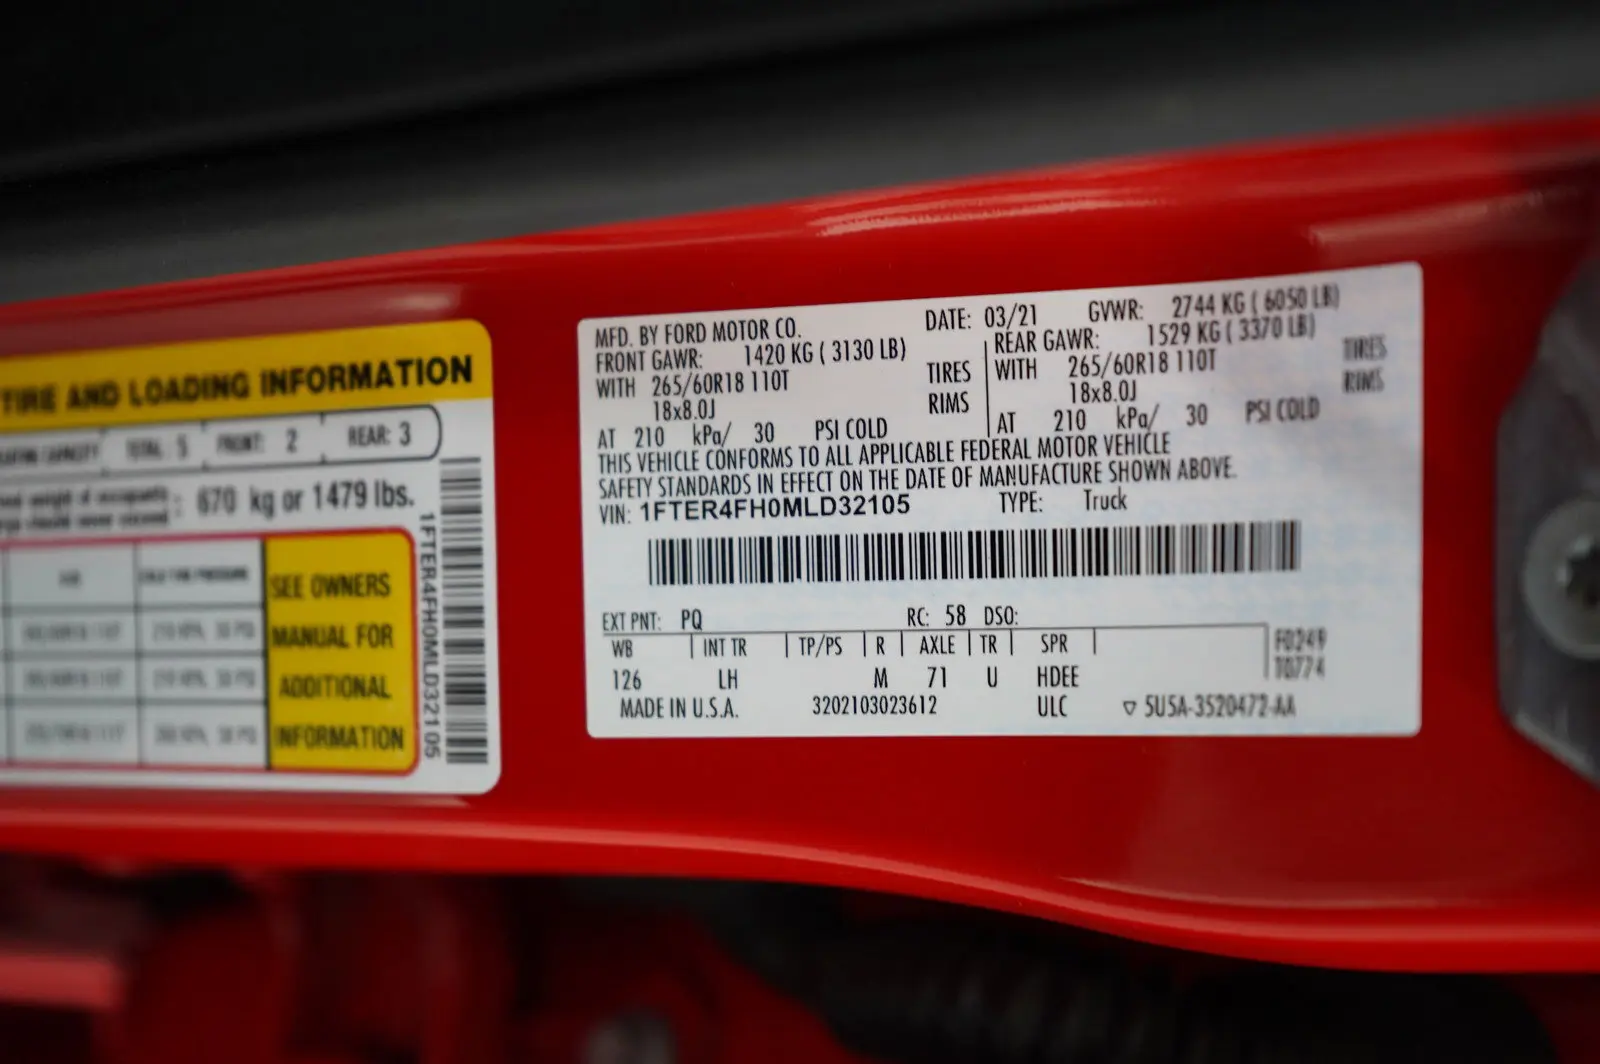 TIRE AND LOADING INFORMATION
TOTAL: 5 FRONT: 2 REAR: 3
670 kg or 1479 lbs.
SEE OWNERS
MANUAL FOR
ADDITIONAL
INFORMATION
1FTER4FH0MLD32105
MFD. BY FORD MOTOR CO. DATE: 03/21 GVWR: 2744 KG ( 6050 LB)
FRONT GAWR: 1420 KG ( 3130 LB) REAR GAWR: 1529 KG ( 3370 LB)
WITH 265/60R18 110T TIRES WITH 265/60R18 110T TIRES
18x8.0J RIMS 18x8.0J RIMS
AT 210 kPa/ 30 PSI COLD AT 210 kPa/ 30 PSI COLD
THIS VEHICLE CONFORMS TO ALL APPLICABLE FEDERAL MOTOR VEHICLE
SAFETY STANDARDS IN EFFECT ON THE DATE OF MANUFACTURE SHOWN ABOVE.
VIN: 1FTER4FH0MLD32105 TYPE: Truck
EXT PNT: PQ RC: 58 DSO:
WB INT TR TP/PS R AXLE TR SPR F0249
126 LH M 71 U HDEE T0774
MADE IN U.S.A. 3202103023612 ULC ▽ 5U5A-3520472-AA